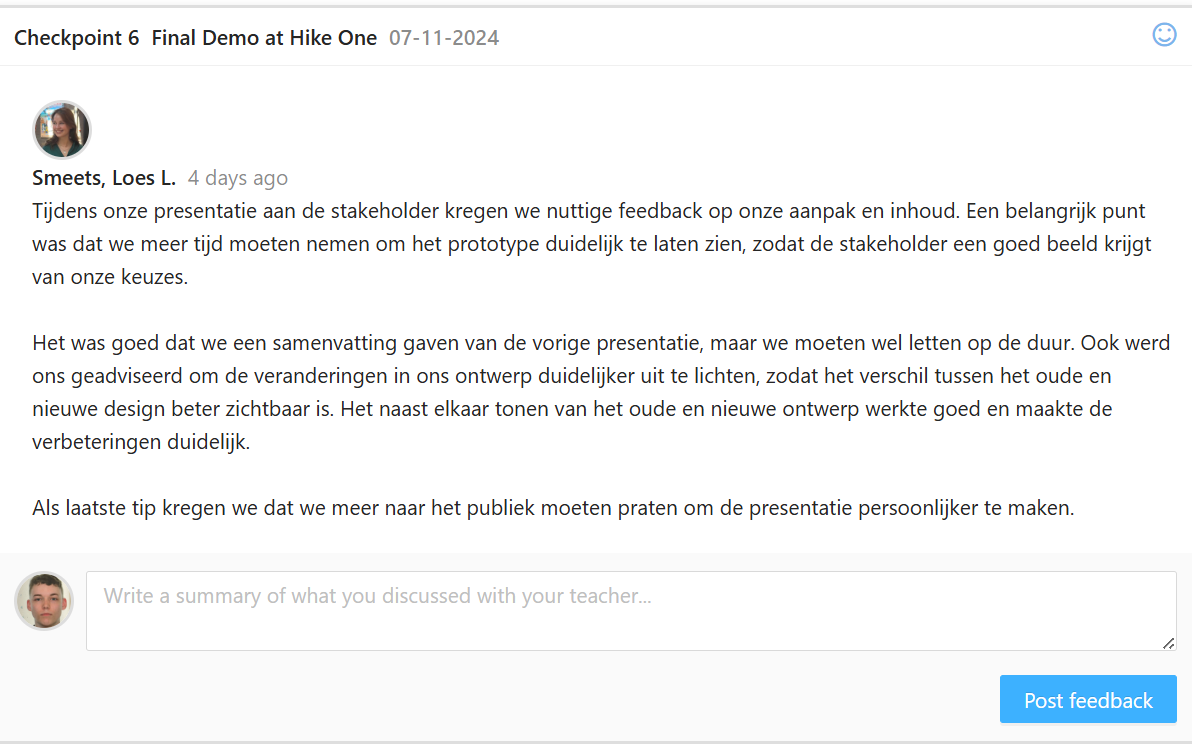 Checkpoint 6 Final Demo at Hike One 07-11-2024
Smeets, Loes L. 4 days ago
Tijdens onze presentatie aan de stakeholder kregen we nuttige feedback op onze aanpak en inhoud. Een belangrijk punt
was dat we meer tijd moeten nemen om het prototype duidelijk te laten zien, zodat de stakeholder een goed beeld krijgt
van onze keuzes.
Het was goed dat we een samenvatting gaven van de vorige presentatie, maar we moeten wel letten op de duur. Ook werd
ons geadviseerd om de veranderingen in ons ontwerp duidelijker uit te lichten, zodat het verschil tussen het oude en
nieuwe design beter zichtbaar is. Het naast elkaar tonen van het oude en nieuwe ontwerp werkte goed en maakte de
verbeteringen duidelijk.
Als laatste tip kregen we dat we meer naar het publiek moeten praten om de presentatie persoonlijker te maken.
Write a summary of what you discussed with your teacher...
Post feedback